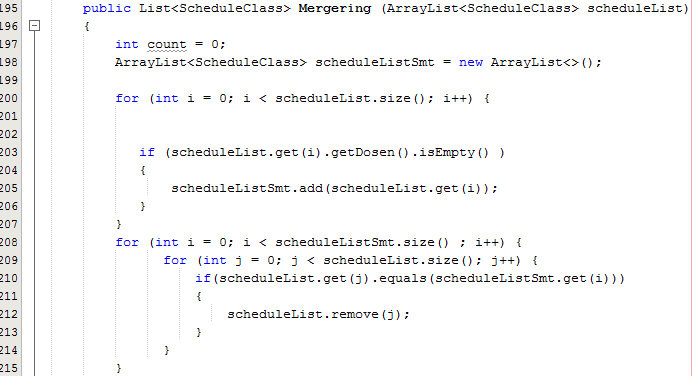 195 public List<ScheduleClass> Mergering (ArrayList<ScheduleClass> scheduleList)
196 {
197 int count = 0;
198 ArrayList<ScheduleClass> scheduleListSmt = new ArrayList<>();
199
200 for (int i = 0; i < scheduleList.size(); i++) {
201
202
203 if (scheduleList.get(i).getDosen().isEmpty() )
204 {
205 scheduleListSmt.add(scheduleList.get(i));
206 }
207 }
208 for (int i = 0; i < scheduleListSmt.size() ; i++) {
209 for (int j = 0; j < scheduleList.size(); j++) {
210 if(scheduleList.get(j).equals(scheduleListSmt.get(i)))
211 {
212 scheduleList.remove(j);
213 }
214 }
215 }